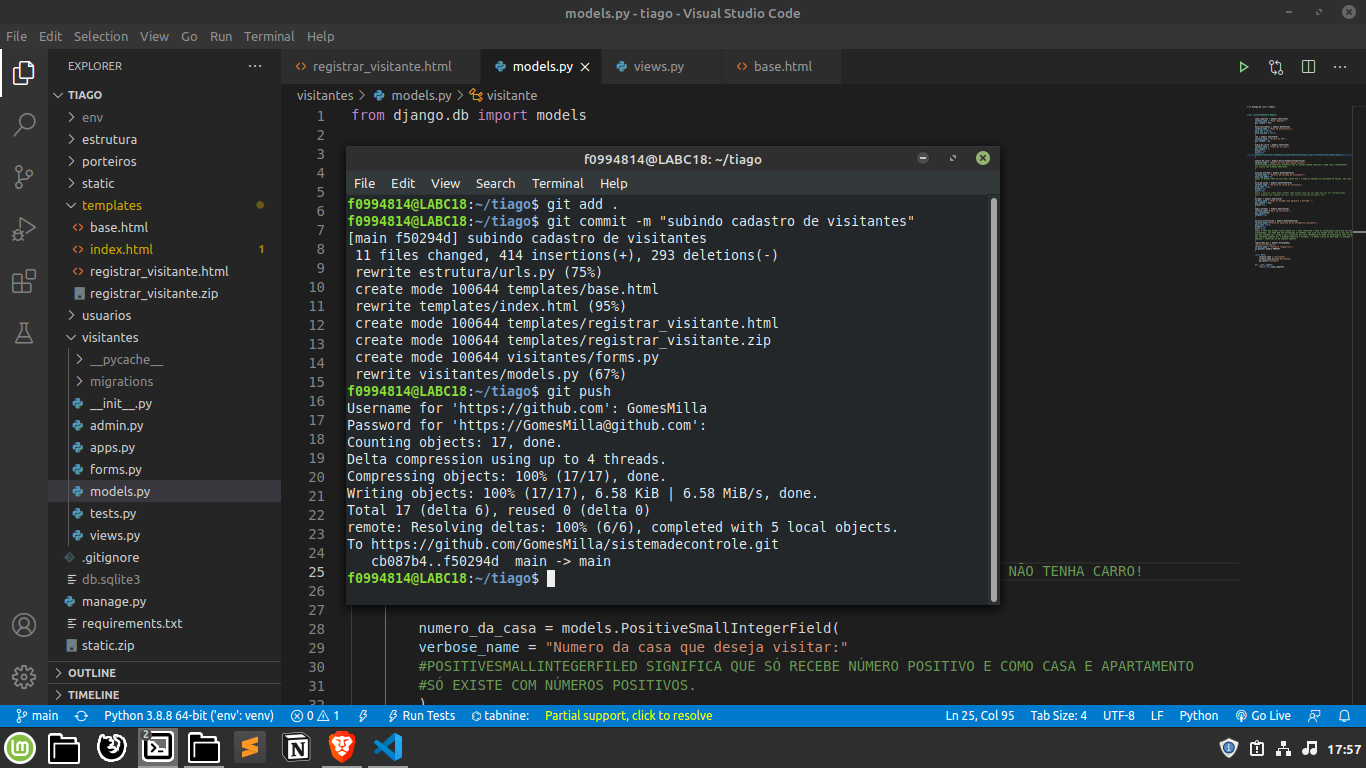 models.py - tiago - Visual Studio Code
File Edit Selection View Go Run Terminal Help
EXPLORER
TIAGO
env
estrutura
porteiros
static
templates
base.html
index.html 1
registrar_visitante.html
registrar_visitante.zip
usuarios
visitantes
__pycache__
migrations
__init__.py
admin.py
apps.py
forms.py
models.py
tests.py
views.py
.gitignore
db.sqlite3
manage.py
requirements.txt
static.zip
OUTLINE
TIMELINE
registrar_visitante.html models.py views.py base.html
visitantes > models.py > visitante
1 from django.db import models
2
3
4
5
6
7
8
9
10
11
12
13
14
15
16
17
18
19
20
21
22
23
24
25 NÃO TENHA CARRO!
26
27
28 numero_da_casa = models.PositiveSmallIntegerField(
29 verbose_name = "Numero da casa que deseja visitar:"
30 #POSITIVESMALLINTEGERFILED SIGNIFICA QUE SÓ RECEBE NÚMERO POSITIVO E COMO CASA E APARTAMENTO
31 #SÓ EXISTE COM NÚMEROS POSITIVOS.
32 )
f0994814@LABC18: ~/tiago
File Edit View Search Terminal Help
f0994814@LABC18:~/tiago$ git add .
f0994814@LABC18:~/tiago$ git commit -m "subindo cadastro de visitantes"
[main f50294d] subindo cadastro de visitantes
11 files changed, 414 insertions(+), 293 deletions(-)
rewrite estrutura/urls.py (75%)
create mode 100644 templates/base.html
rewrite templates/index.html (95%)
create mode 100644 templates/registrar_visitante.html
create mode 100644 templates/registrar_visitante.zip
create mode 100644 visitantes/forms.py
rewrite visitantes/models.py (67%)
f0994814@LABC18:~/tiago$ git push
Username for 'https://github.com': GomesMilla
Password for 'https://GomesMilla@github.com':
Counting objects: 17, done.
Delta compression using up to 4 threads.
Compressing objects: 100% (17/17), done.
Writing objects: 100% (17/17), 6.58 KiB | 6.58 MiB/s, done.
Total 17 (delta 6), reused 0 (delta 0)
remote: Resolving deltas: 100% (6/6), completed with 5 local objects.
To https://github.com/GomesMilla/sistemadecontrole.git
cb087b4..f50294d main -> main
f0994814@LABC18:~/tiago$
main Python 3.8.8 64-bit ('env': venv) 0 1 Run Tests tabnine: Partial support, click to resolve Ln 25, Col 95 Tab Size: 4 UTF-8 LF Python Go Live
2 17:57